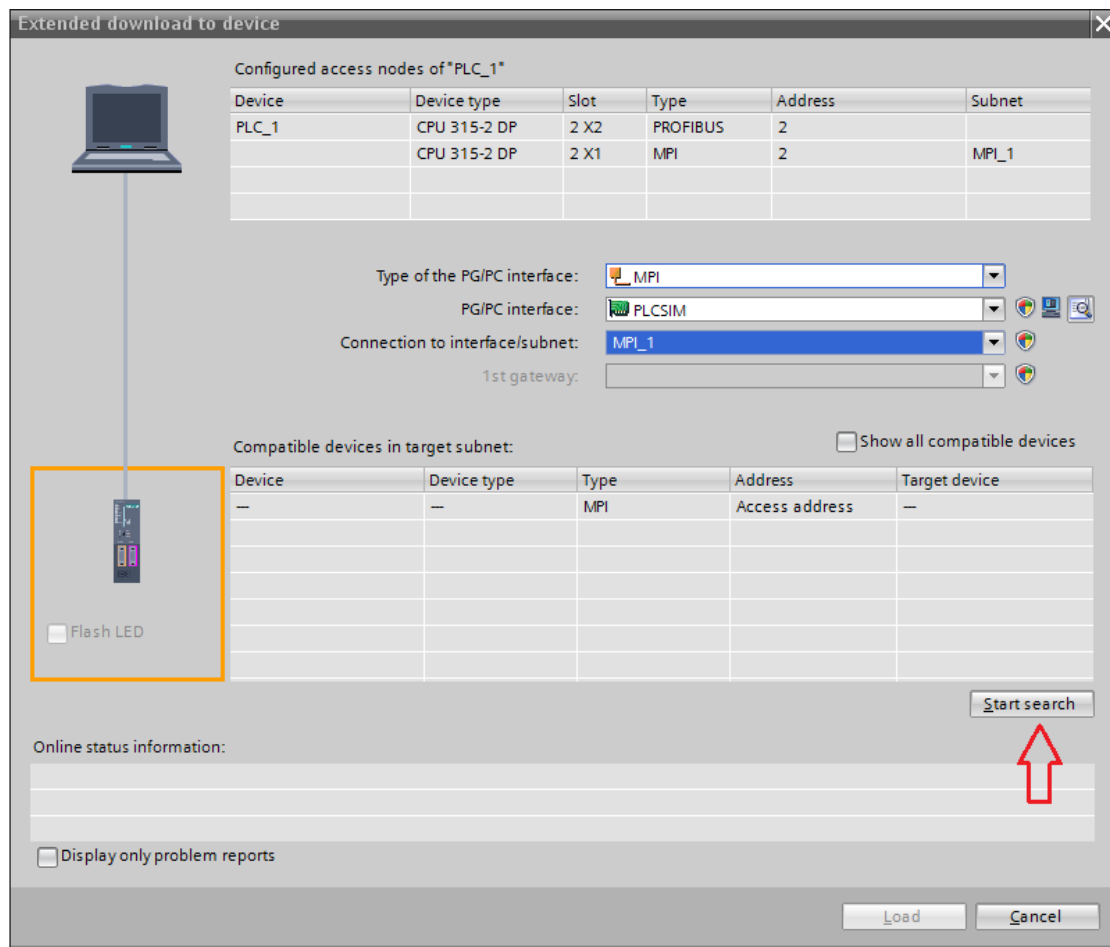 Extended download to device
Configured access nodes of "PLC_1"
Device Device type Slot Type Address Subnet
PLC_1 CPU 315-2 DP 2 X2 PROFIBUS 2
CPU 315-2 DP 2 X1 MPI 2 MPI_1
Type of the PG/PC interface: MPI
PG/PC interface: PLCSIM
Connection to interface/subnet: MPI_1
1st gateway:
Compatible devices in target subnet: Show all compatible devices
Device Device type Type Address Target device
— — MPI Access address —
Flash LED
Start search
Online status information:
Display only problem reports
Load Cancel